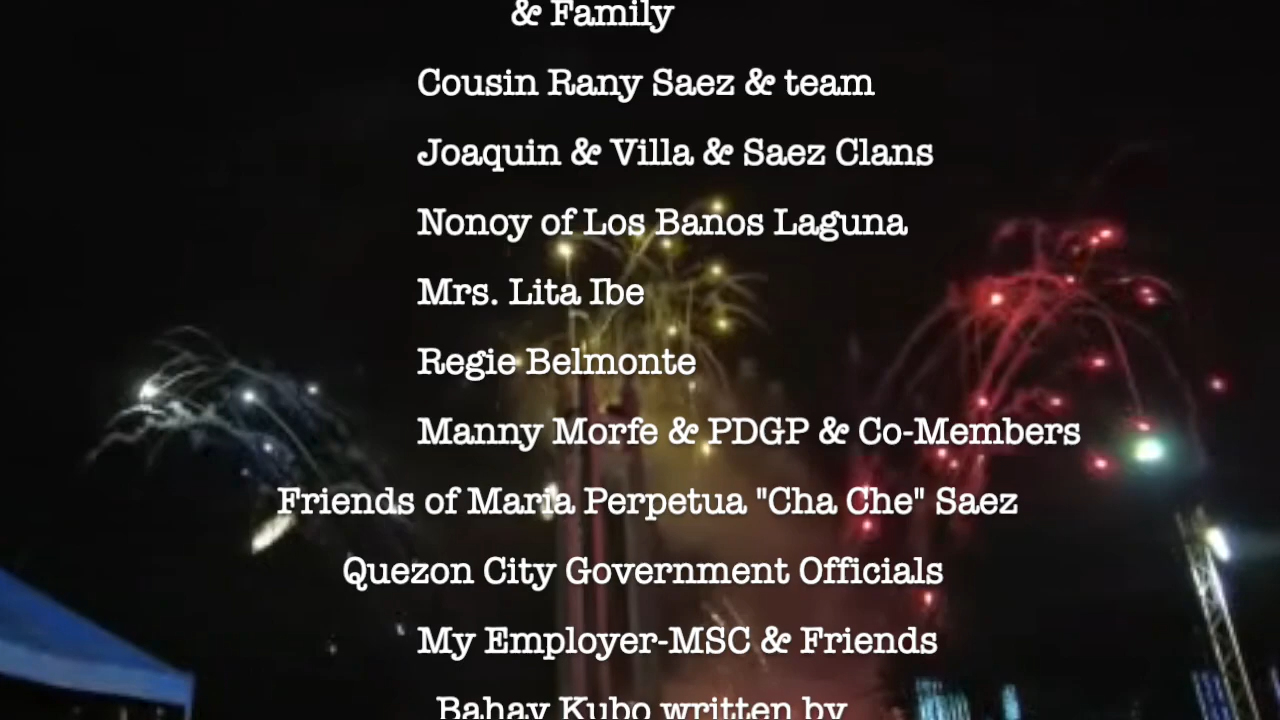 & Family
Cousin Rany Saez & team
Joaquin & Villa & Saez Clans
Nonoy of Los Banos Laguna
Mrs. Lita Ibe
Regie Belmonte
Manny Morfe & PDGP & Co-Members
Friends of Maria Perpetua "Cha Che" Saez
Quezon City Government Officials
My Employer-MSC & Friends
Bahay Kubo written by